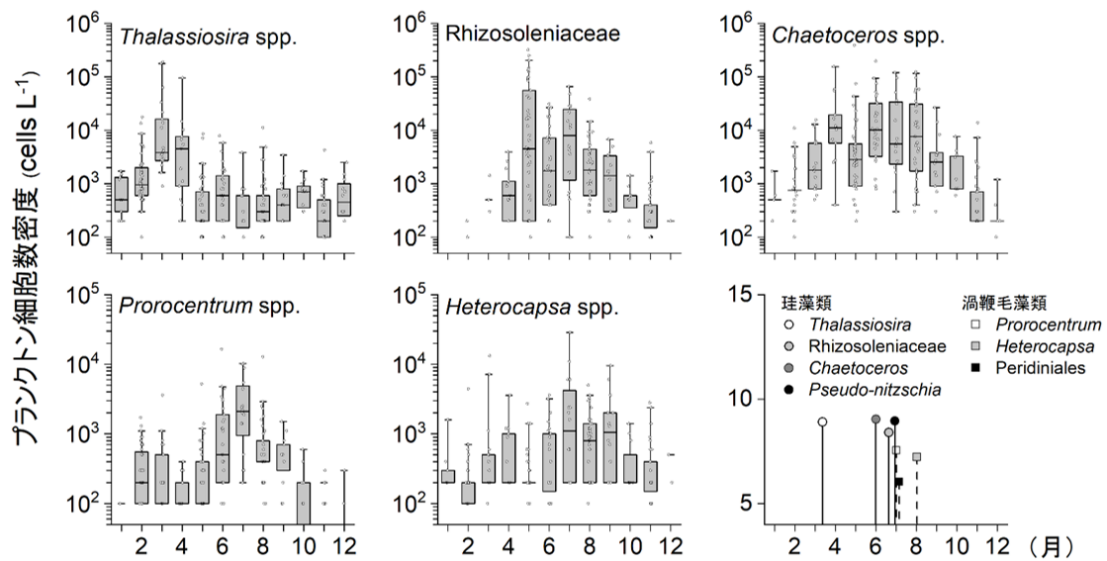 プランクトン細胞数密度 (cells L⁻¹)
10⁶
10⁵
10⁴
10³
10²
Thalassiosira spp.
10⁶
10⁵
10⁴
10³
10²
Rhizosoleniaceae
10⁶
10⁵
10⁴
10³
10²
Chaetoceros spp.
10⁵
10⁴
10³
10²
Prorocentrum spp.
2 4 6 8 10 12
10⁵
10⁴
10³
10²
Heterocapsa spp.
2 4 6 8 10 12
15
10
5
珪藻類
Thalassiosira
Rhizosoleniaceae
Chaetoceros
Pseudo-nitzschia
渦鞭毛藻類
Prorocentrum
Heterocapsa
Peridiniales
2 4 6 8 10 12 （月）